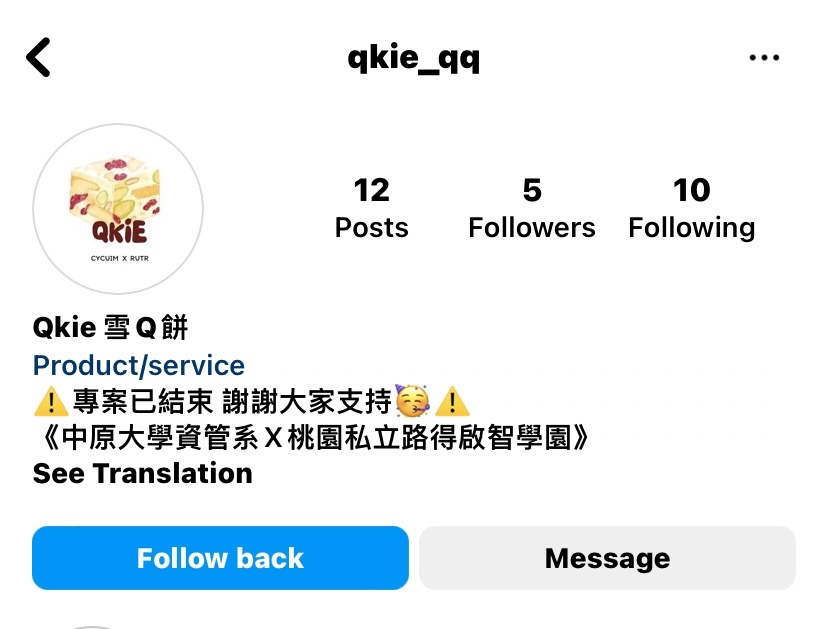 qkie_qq
12 Posts
5 Followers
10 Following
QKiE
CYCUIM X RUTR
Qkie 雪Q餅
Product/service
⚠️專案已結束 謝謝大家支持🥳⚠️
《中原大學資管系X桃園私立路得啟智學園》
See Translation
Follow back
Message